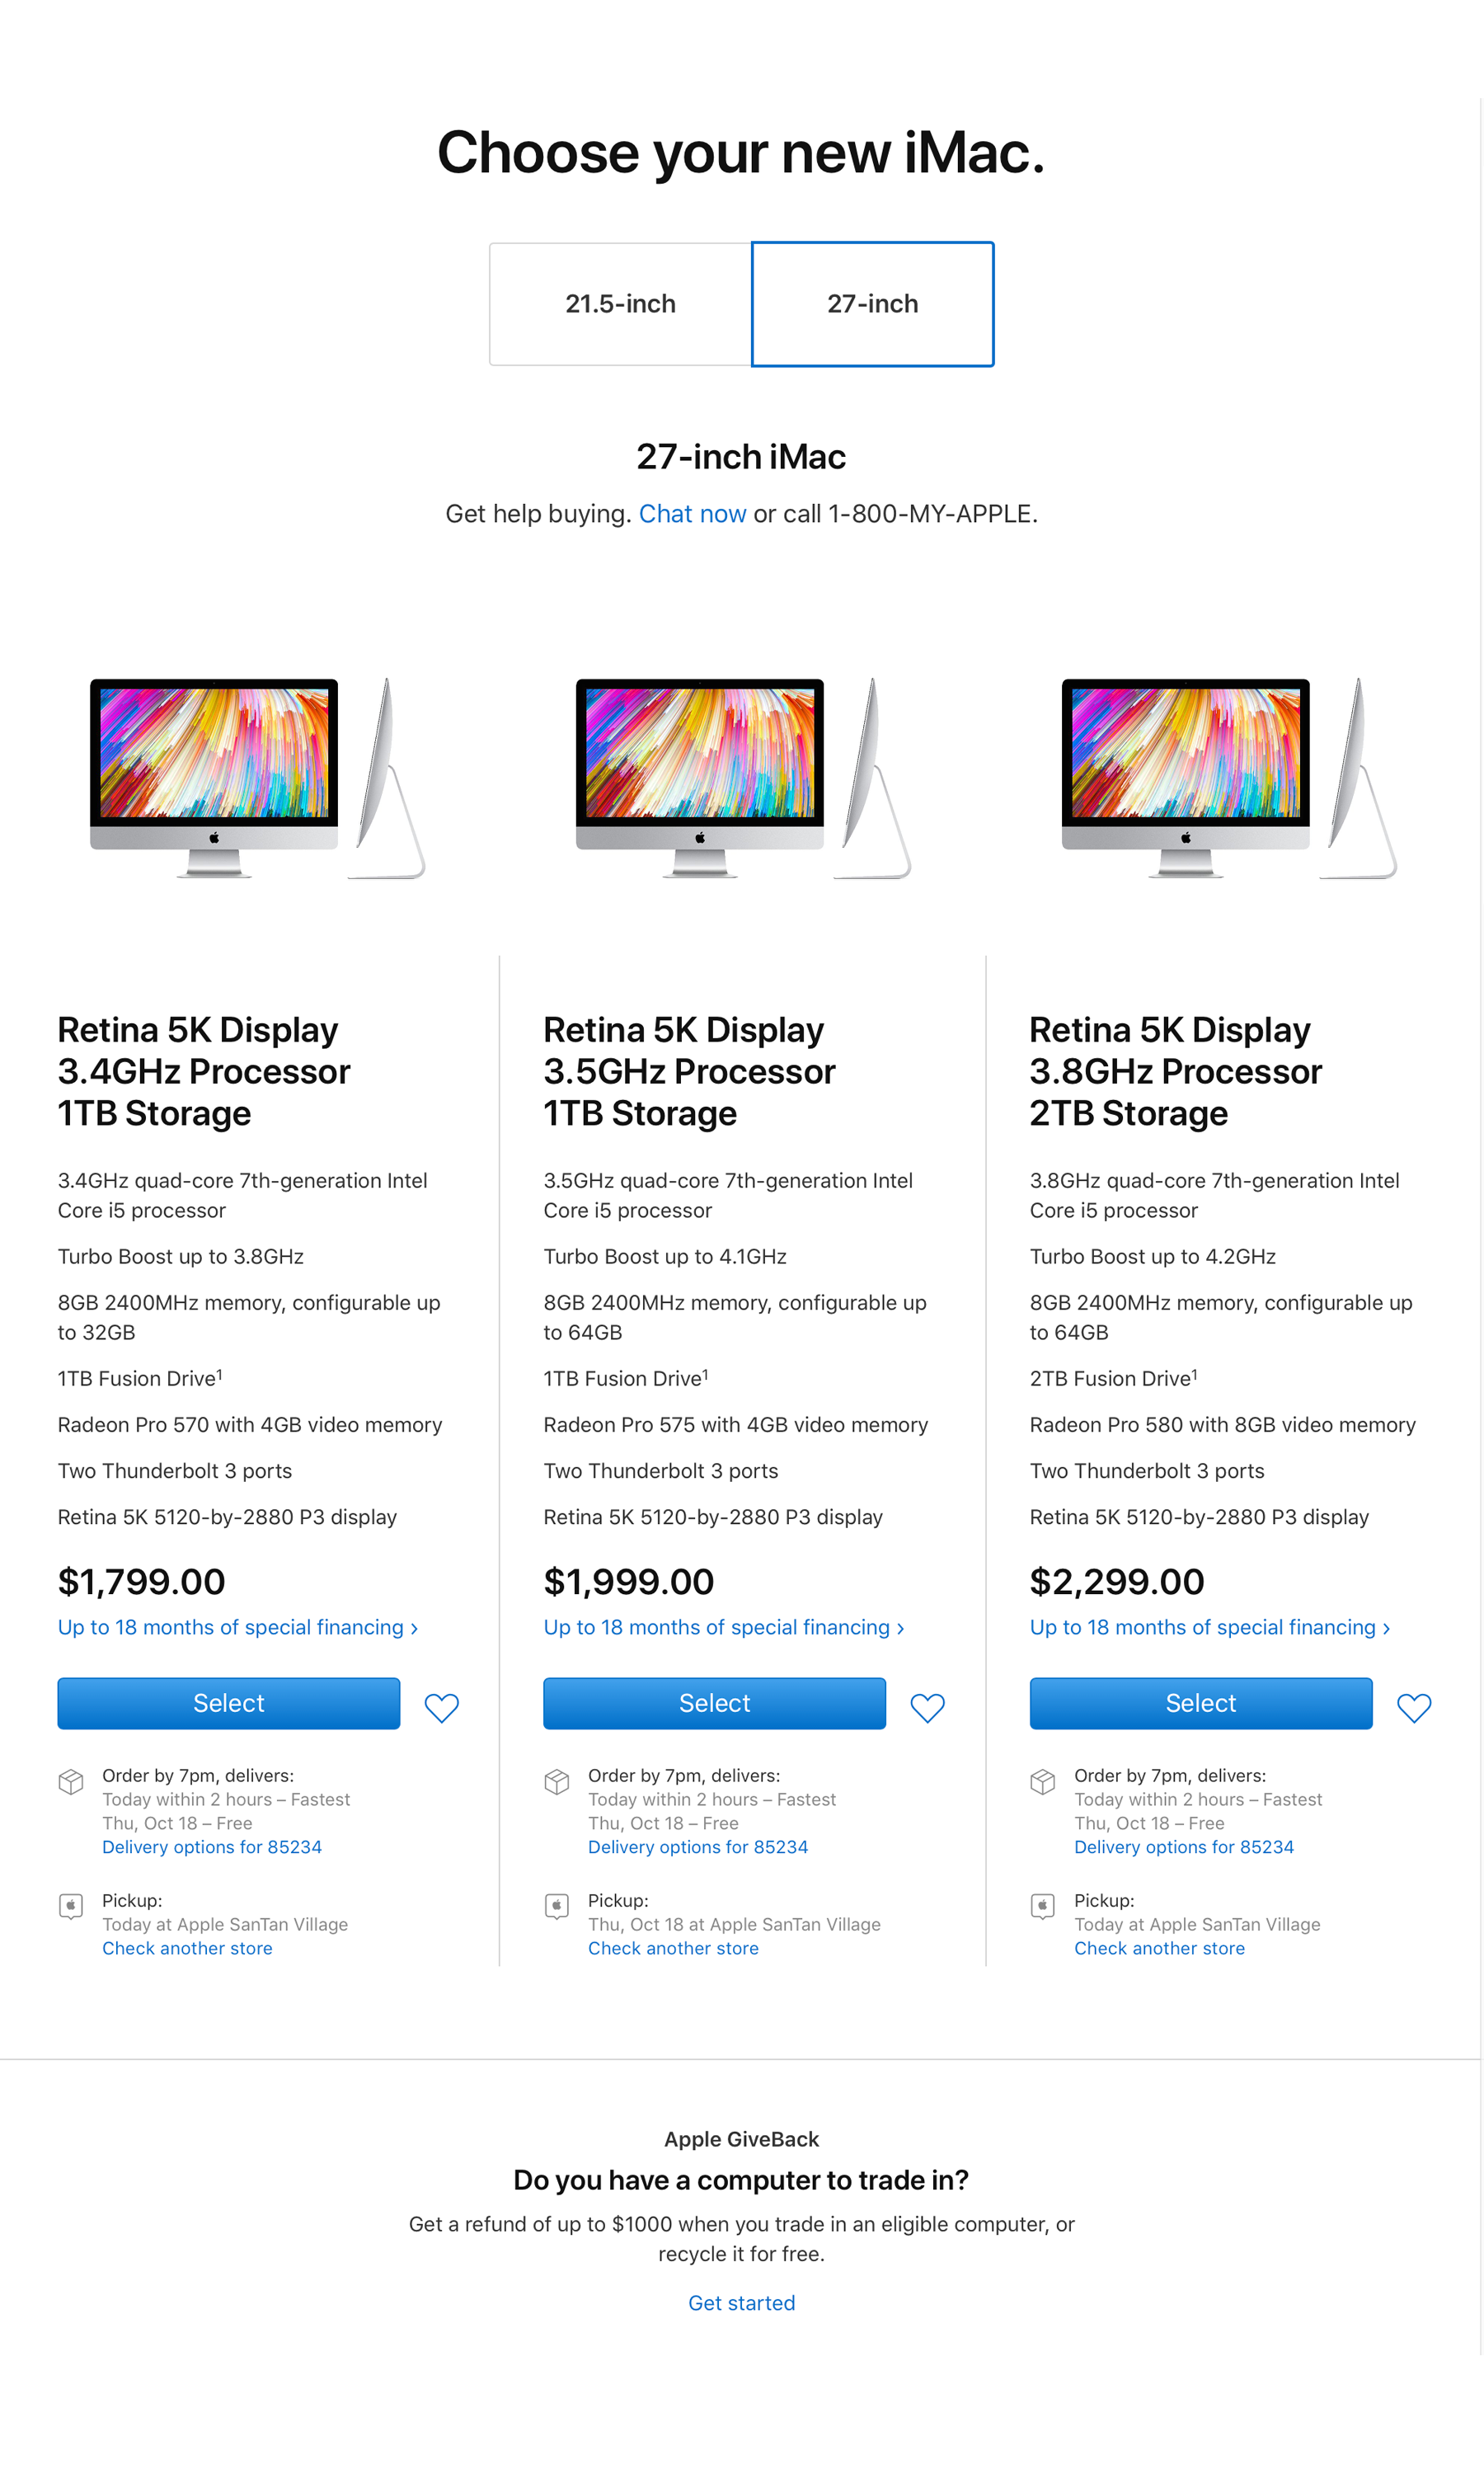 Choose your new iMac.
21.5-inch
27-inch
27-inch iMac
Get help buying. Chat now or call 1-800-MY-APPLE.
Retina 5K Display
3.4GHz Processor
1TB Storage
3.4GHz quad-core 7th-generation Intel
Core i5 processor
Turbo Boost up to 3.8GHz
8GB 2400MHz memory, configurable up
to 32GB
1TB Fusion Drive¹
Radeon Pro 570 with 4GB video memory
Two Thunderbolt 3 ports
Retina 5K 5120-by-2880 P3 display
$1,799.00
Up to 18 months of special financing ›
Select
Order by 7pm, delivers:
Today within 2 hours – Fastest
Thu, Oct 18 – Free
Delivery options for 85234
Pickup:
Today at Apple SanTan Village
Check another store
Retina 5K Display
3.5GHz Processor
1TB Storage
3.5GHz quad-core 7th-generation Intel
Core i5 processor
Turbo Boost up to 4.1GHz
8GB 2400MHz memory, configurable up
to 64GB
1TB Fusion Drive¹
Radeon Pro 575 with 4GB video memory
Two Thunderbolt 3 ports
Retina 5K 5120-by-2880 P3 display
$1,999.00
Up to 18 months of special financing ›
Select
Order by 7pm, delivers:
Today within 2 hours – Fastest
Thu, Oct 18 – Free
Delivery options for 85234
Pickup:
Thu, Oct 18 at Apple SanTan Village
Check another store
Retina 5K Display
3.8GHz Processor
2TB Storage
3.8GHz quad-core 7th-generation Intel
Core i5 processor
Turbo Boost up to 4.2GHz
8GB 2400MHz memory, configurable up
to 64GB
2TB Fusion Drive¹
Radeon Pro 580 with 8GB video memory
Two Thunderbolt 3 ports
Retina 5K 5120-by-2880 P3 display
$2,299.00
Up to 18 months of special financing ›
Select
Order by 7pm, delivers:
Today within 2 hours – Fastest
Thu, Oct 18 – Free
Delivery options for 85234
Pickup:
Today at Apple SanTan Village
Check another store
Apple GiveBack
Do you have a computer to trade in?
Get a refund of up to $1000 when you trade in an eligible computer, or
recycle it for free.
Get started